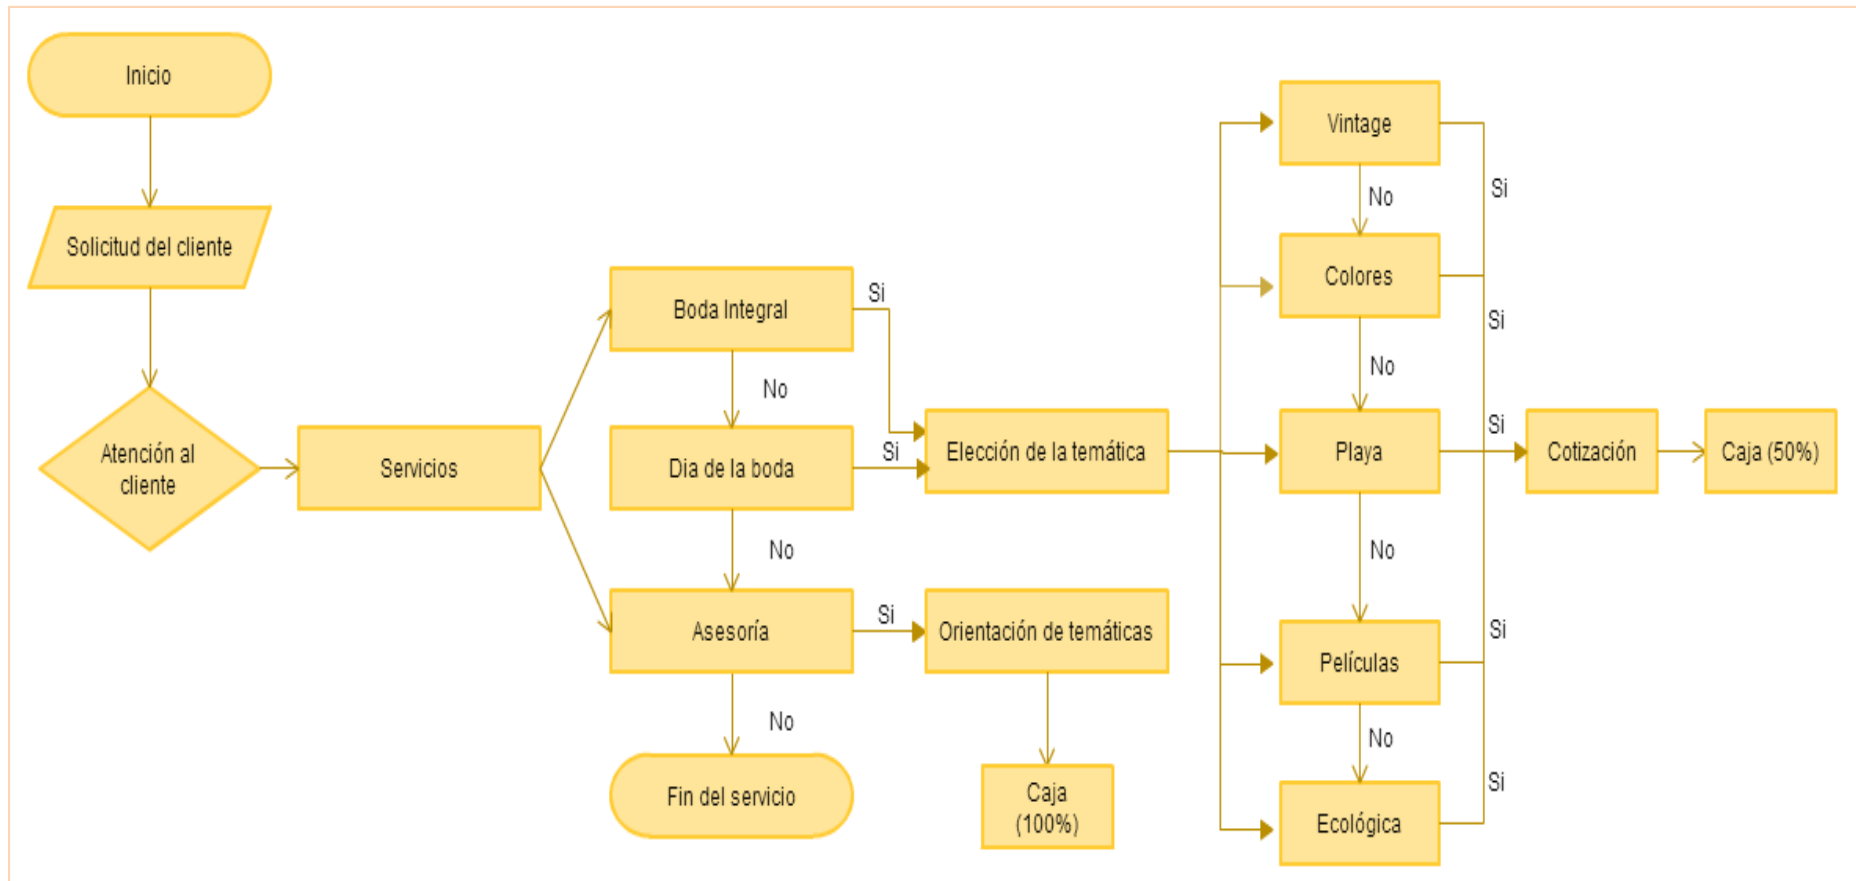 Inicio
Solicitud del cliente
Atención al
cliente
Servicios
Boda Integral
Si
No
Dia de la boda
Si
No
Asesoría
Si
No
Fin del servicio
Elección de la temática
Orientación de temáticas
Caja
(100%)
Vintage
Si
No
Colores
Si
No
Playa
Si
No
Películas
Si
No
Ecológica
Si
Cotización
Caja (50%)